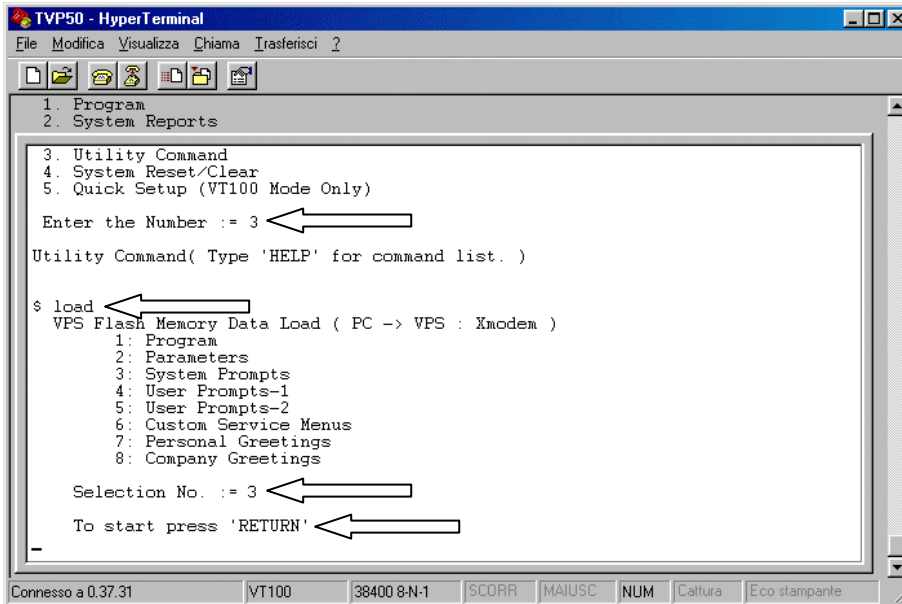 TVP50 - HyperTerminal
File Modifica Visualizza Chiama Trasferisci ?
1. Program
2. System Reports
3. Utility Command
4. System Reset/Clear
5. Quick Setup (VT100 Mode Only)
Enter the Number := 3
Utility Command( Type 'HELP' for command list. )
$ load
VPS Flash Memory Data Load ( PC -> VPS : Xmodem )
1: Program
2: Parameters
3: System Prompts
4: User Prompts-1
5: User Prompts-2
6: Custom Service Menus
7: Personal Greetings
8: Company Greetings
Selection No. := 3
To start press 'RETURN'
Connesso a 0.37.31 VT100 38400 8-N-1 SCORR MAIUSC NUM Cattura Eco stampante